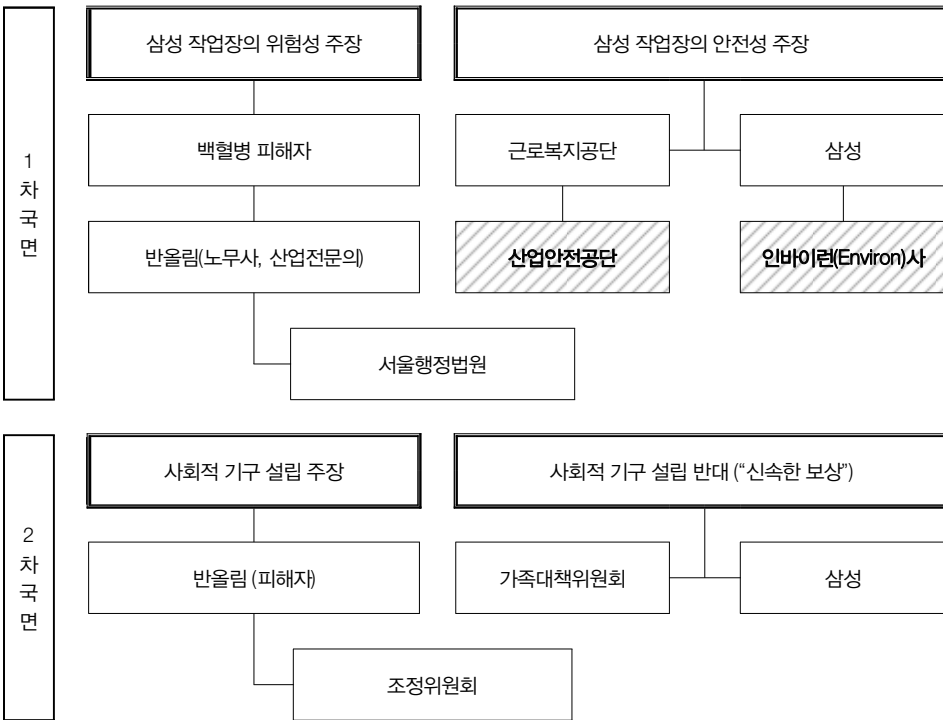 1
차
국
면
삼성 작업장의 위험성 주장
삼성 작업장의 안전성 주장
백혈병 피해자
근로복지공단
삼성
반올림(노무사, 산업전문의)
산업안전공단
인바이런(Environ)사
서울행정법원
2
차
국
면
사회적 기구 설립 주장
사회적 기구 설립 반대 (“신속한 보상”)
반올림 (피해자)
가족대책위원회
삼성
조정위원회